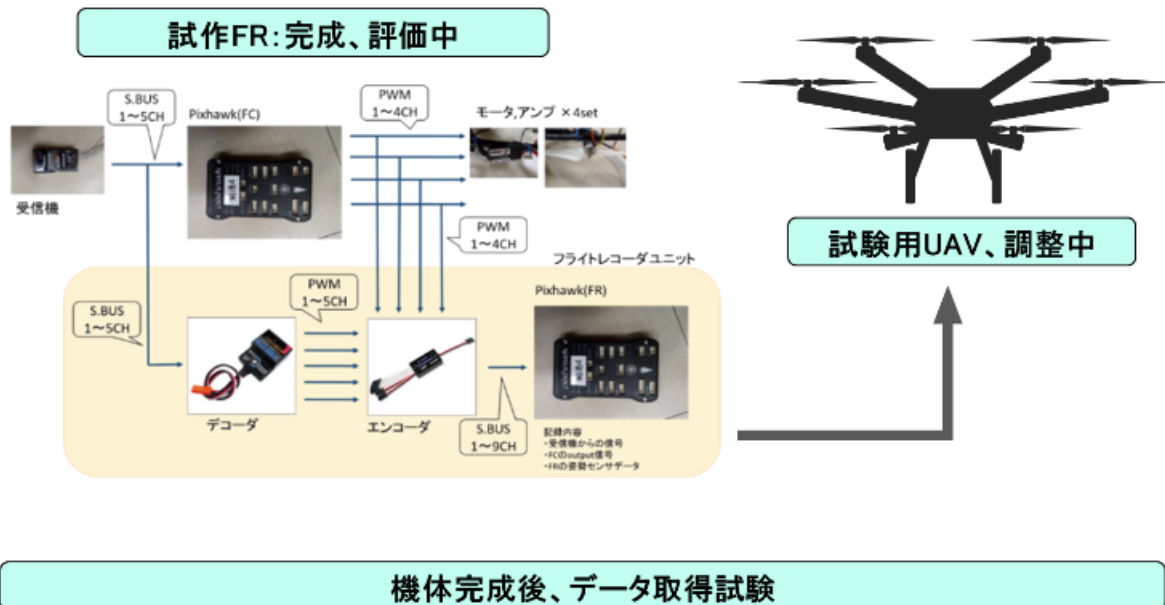 試作FR:完成、評価中
S.BUS
1～5CH
Pixhawk(FC)
PWM
1～4CH
モータ,アンプ ×4set
受信機
PWM
1～4CH
試験用UAV、調整中
フライトレコーダユニット
S.BUS
1～5CH
PWM
1～5CH
Pixhawk(FR)
デコーダ
エンコーダ
S.BUS
1～9CH
記録内容
・受信機からの信号
・FCのoutput信号
・FRの姿勢センサデータ
機体完成後、データ取得試験